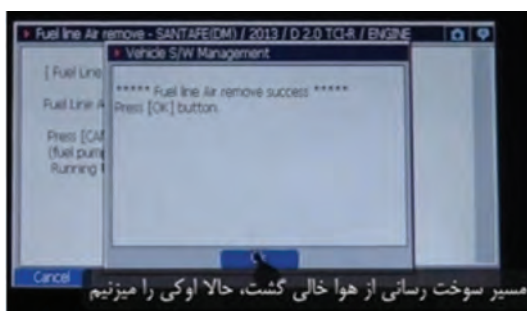 Fuel line Air remove - SANTAFE(DM) / 2013 / D 2.0 TCI-R / ENGINE
Vehicle S/W Management
[ Fuel Line
***** Fuel line Air remove success *****
Fuel Line A
Press [OK] button.
Press [CAN
(fuel pump
Running
Cancel
مسیر سوخت رسانی از هوا خالی گشت، حالا اوکی را میزنیم